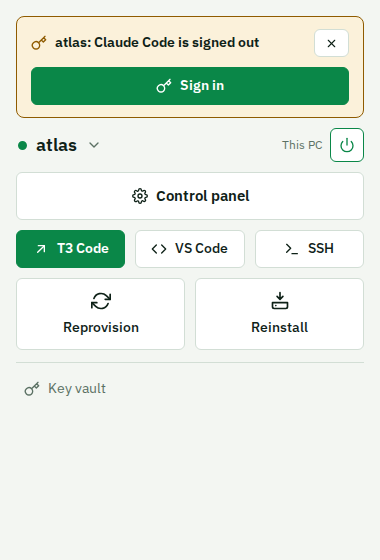 atlas: Claude Code is signed out
Sign in
atlas
This PC
Control panel
T3 Code
VS Code
SSH
Reprovision
Reinstall
Key vault